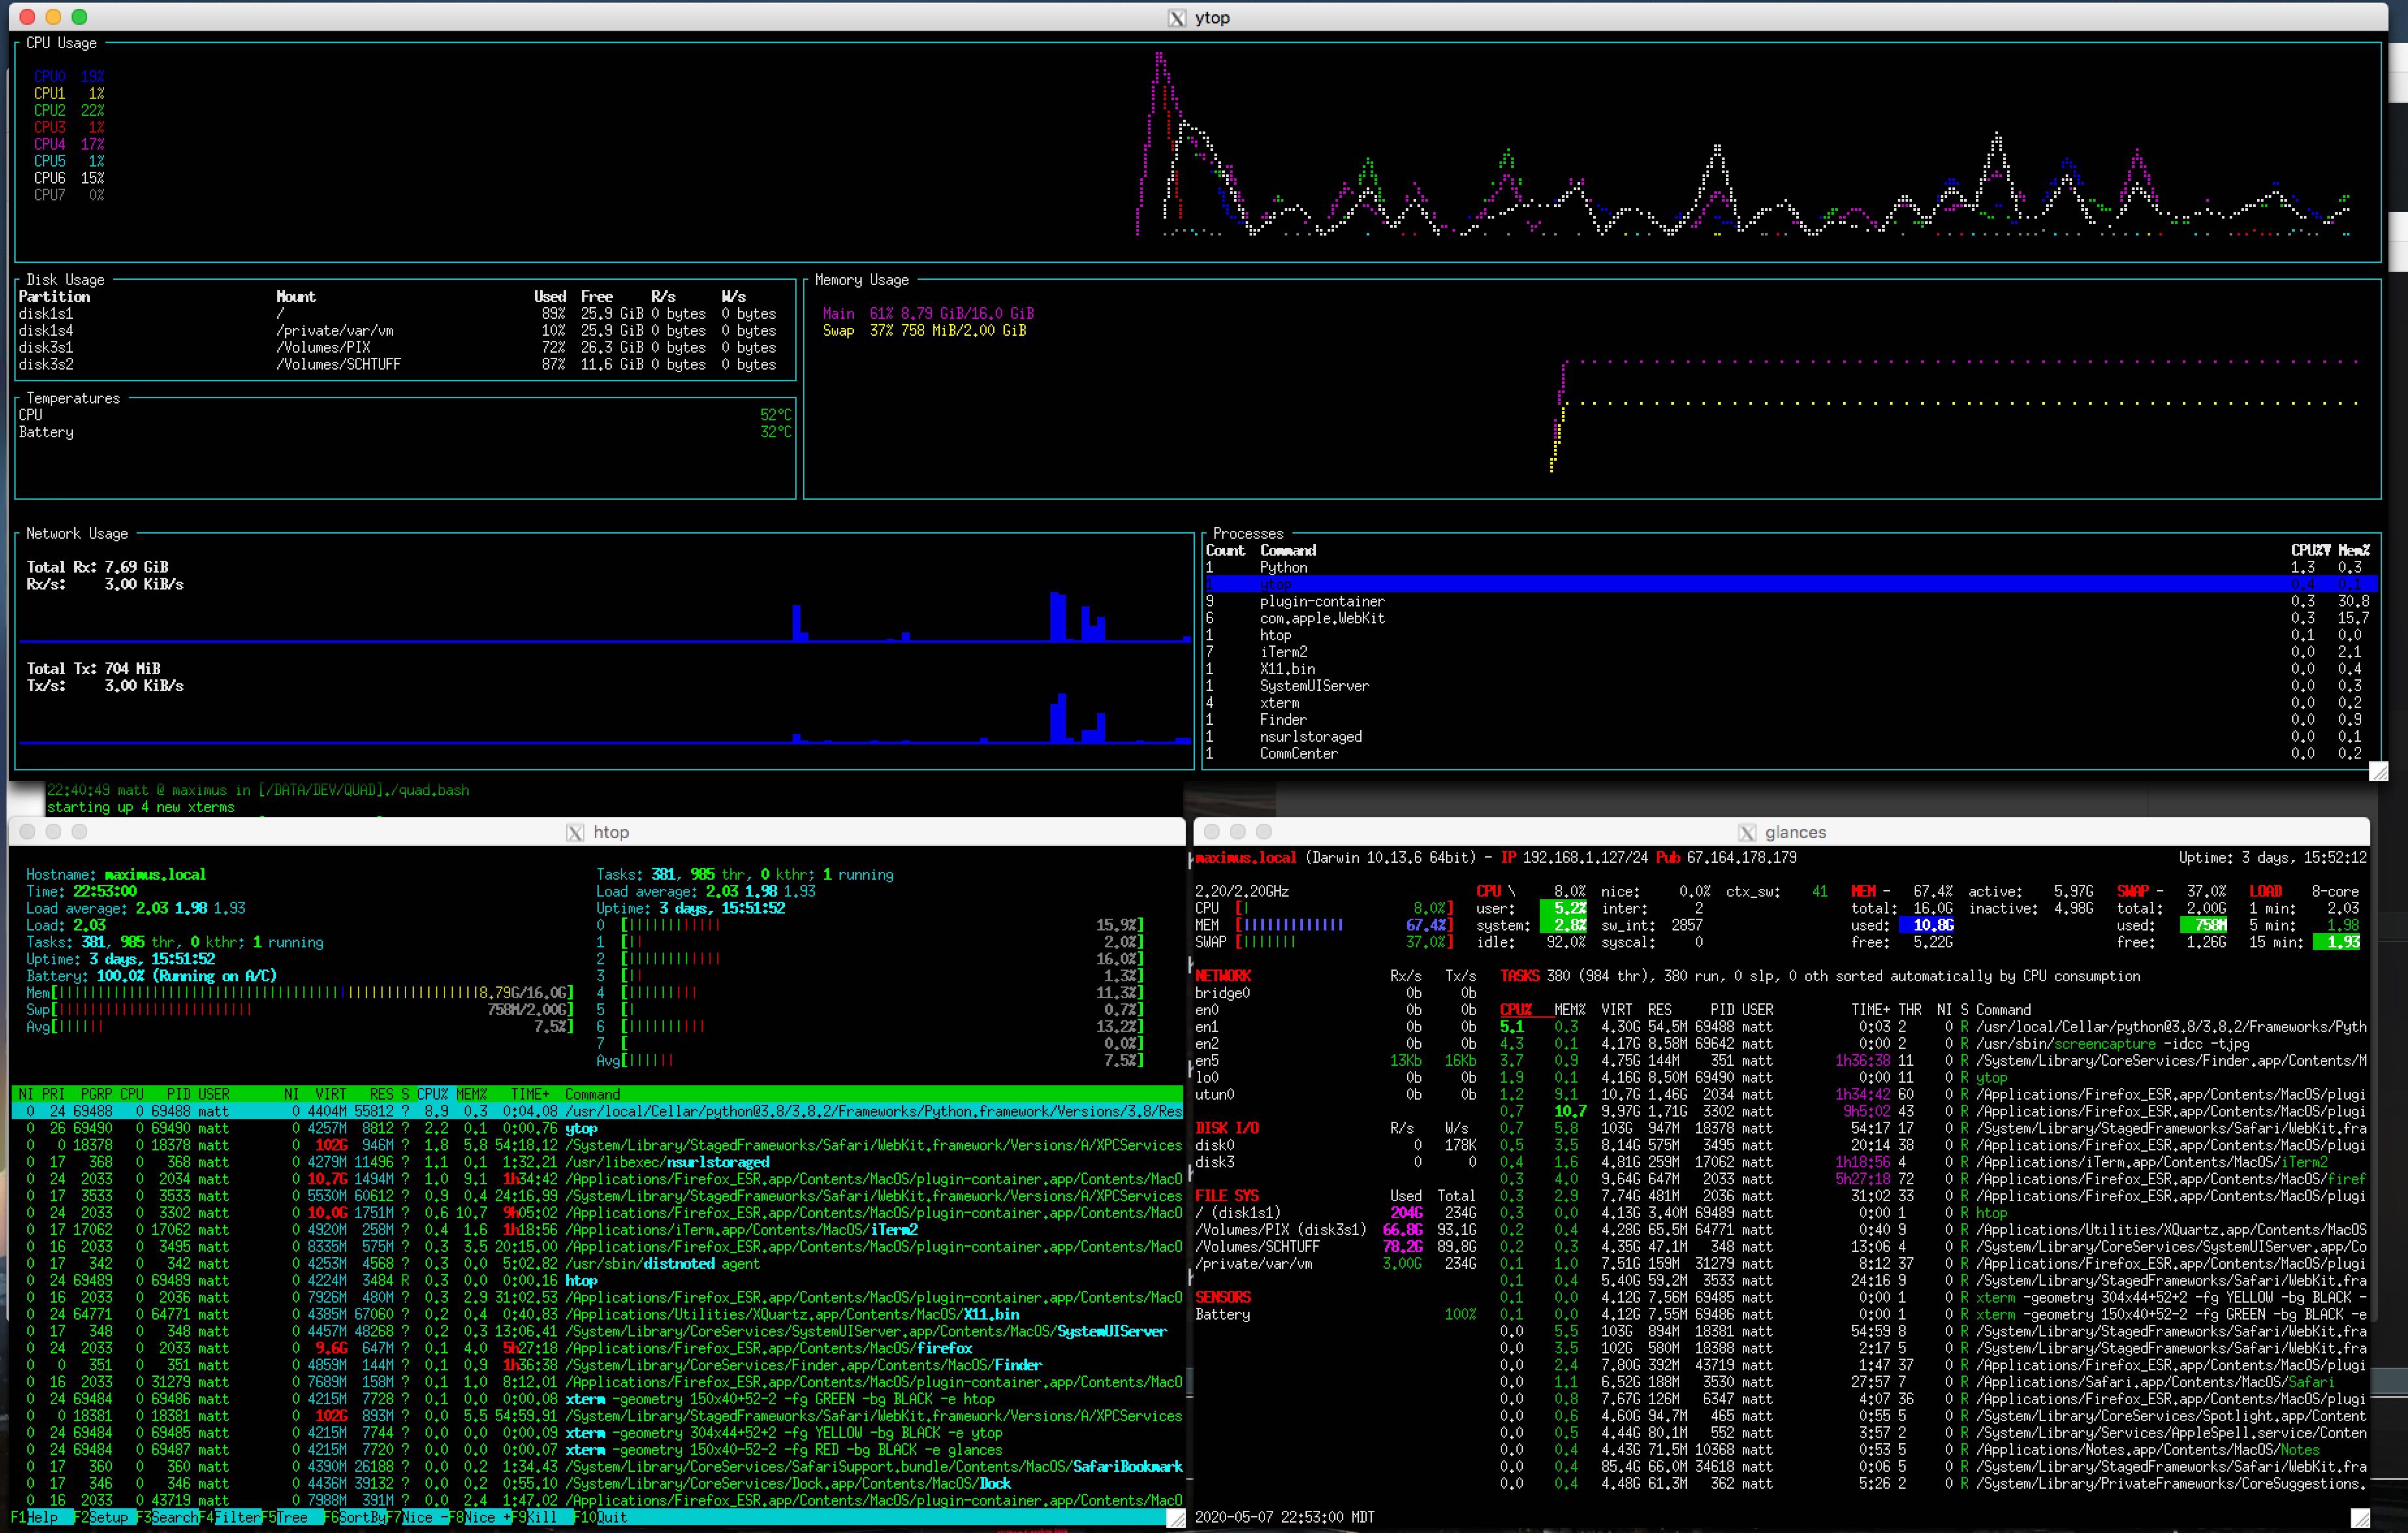 ytop
CPU Usage
CPU0 19%
CPU1 1%
CPU2 22%
CPU3 1%
CPU4 17%
CPU5 1%
CPU6 15%
CPU7 0%
Disk Usage
Partition Mount Used Free R/s W/s
disk1s1 / 89% 25.9 GiB 0 bytes 0 bytes
disk1s4 /private/var/vm 10% 25.9 GiB 0 bytes 0 bytes
disk3s1 /Volumes/PIX 72% 26.3 GiB 0 bytes 0 bytes
disk3s2 /Volumes/SCHTUFF 87% 11.6 GiB 0 bytes 0 bytes
Memory Usage
Main 61% 8.79 GiB/16.0 GiB
Swap 37% 758 MiB/2.00 GiB
Temperatures
CPU 52°C
Battery 32°C
Network Usage
Total Rx: 7.69 GiB
Rx/s: 3.00 KiB/s
Total Tx: 704 MiB
Tx/s: 3.00 KiB/s
Processes
Count Command CPU%▼ Mem%
1 Python 1.3 0.3
1 ytop 0.4 0.1
9 plugin-container 0.3 30.8
6 com.apple.WebKit 0.3 15.7
1 htop 0.1 0.0
7 iTerm2 0.0 2.1
1 X11.bin 0.0 0.4
1 SystemUIServer 0.0 0.3
4 xterm 0.0 0.2
1 Finder 0.0 0.9
1 nsurlstoraged 0.0 0.1
1 CommCenter 0.0 0.2
22:40:49 matt @ maximus in [/DATA/DEV/QUAD]./quad.bash
starting up 4 new xterms
htop
Hostname: maximus.local
Time: 22:53:00
Load average: 2.03 1.98 1.93
Load: 2.03
Tasks: 381, 985 thr, 0 kthr; 1 running
Uptime: 3 days, 15:51:52
Battery: 100.0% (Running on A/C)
Mem[8.79G/16.0G]
Swp[758M/2.00G]
Avg[7.5%]
Tasks: 381, 985 thr, 0 kthr; 1 running
Load average: 2.03 1.98 1.93
Uptime: 3 days, 15:51:52
0 [15.9%]
1 [2.0%]
2 [16.0%]
3 [1.3%]
4 [11.3%]
5 [0.7%]
6 [13.2%]
7 [0.0%]
Avg[7.5%]
NI PRI PGRP CPU PID USER NI VIRT RES S CPU% MEM% TIME+ Command
0 24 69488 0 69488 matt 0 4404M 55812 ? 8.9 0.3 0:04.08 /usr/local/Cellar/python@3.8/3.8.2/Frameworks/Python.framework/Versions/3.8/Res
0 26 69490 0 69490 matt 0 4257M 8812 ? 2.2 0.1 0:00.76 ytop
0 0 18378 0 18378 matt 0 102G 946M ? 1.8 5.8 54:18.12 /System/Library/StagedFrameworks/Safari/WebKit.framework/Versions/A/XPCServices
0 17 368 0 368 matt 0 4279M 11496 ? 1.1 0.1 1:32.21 /usr/libexec/nsurlstoraged
0 24 2033 0 2034 matt 0 10.7G 1494M ? 1.0 9.1 1h34:42 /Applications/Firefox_ESR.app/Contents/MacOS/plugin-container.app/Contents/MacO
0 17 3533 0 3533 matt 0 5530M 60612 ? 0.9 0.4 24:16.99 /System/Library/StagedFrameworks/Safari/WebKit.framework/Versions/A/XPCServices
0 24 2033 0 3302 matt 0 10.0G 1751M ? 0.6 10.7 9h05:02 /Applications/Firefox_ESR.app/Contents/MacOS/plugin-container.app/Contents/MacO
0 17 17062 0 17062 matt 0 4920M 258M ? 0.4 1.6 1h18:56 /Applications/iTerm.app/Contents/MacOS/iTerm2
0 16 2033 0 3495 matt 0 8335M 575M ? 0.3 3.5 20:15.00 /Applications/Firefox_ESR.app/Contents/MacOS/plugin-container.app/Contents/MacO
0 17 342 0 342 matt 0 4253M 4568 ? 0.3 0.0 5:02.82 /usr/sbin/distnoted agent
0 24 69489 0 69489 matt 0 4224M 3484 R 0.3 0.0 0:00.16 htop
0 16 2033 0 2036 matt 0 7926M 480M ? 0.3 2.9 31:02.53 /Applications/Firefox_ESR.app/Contents/MacOS/plugin-container.app/Contents/MacO
0 24 64771 0 64771 matt 0 4385M 67060 ? 0.2 0.4 0:40.83 /Applications/Utilities/XQuartz.app/Contents/MacOS/X11.bin
0 17 348 0 348 matt 0 4457M 48268 ? 0.2 0.3 13:06.41 /System/Library/CoreServices/SystemUIServer.app/Contents/MacOS/SystemUIServer
0 24 2033 0 2033 matt 0 9.6G 647M ? 0.1 4.0 5h27:18 /Applications/Firefox_ESR.app/Contents/MacOS/firefox
0 0 351 0 351 matt 0 4859M 144M ? 0.1 0.9 1h36:38 /System/Library/CoreServices/Finder.app/Contents/MacOS/Finder
0 16 2033 0 31279 matt 0 7689M 158M ? 0.1 1.0 8:12.01 /Applications/Firefox_ESR.app/Contents/MacOS/plugin-container.app/Contents/MacO
0 24 69484 0 69486 matt 0 4215M 7728 ? 0.1 0.0 0:00.08 xterm -geometry 150x40+52-2 -fg GREEN -bg BLACK -e htop
0 0 18381 0 18381 matt 0 102G 893M ? 0.0 5.5 54:59.91 /System/Library/StagedFrameworks/Safari/WebKit.framework/Versions/A/XPCServices
0 24 69484 0 69485 matt 0 4215M 7744 ? 0.0 0.0 0:00.09 xterm -geometry 304x44+52+2 -fg YELLOW -bg BLACK -e ytop
0 24 69484 0 69487 matt 0 4215M 7720 ? 0.0 0.0 0:00.07 xterm -geometry 150x40-52-2 -fg RED -bg BLACK -e glances
0 17 360 0 360 matt 0 4390M 26188 ? 0.0 0.2 1:34.43 /System/Library/CoreServices/SafariSupport.bundle/Contents/MacOS/SafariBookmark
0 17 346 0 346 matt 0 4436M 39132 ? 0.0 0.2 0:55.10 /System/Library/CoreServices/Dock.app/Contents/MacOS/Dock
0 16 2033 0 43719 matt 0 7988M 391M ? 0.0 2.4 1:47.02 /Applications/Firefox_ESR.app/Contents/MacOS/plugin-container.app/Contents/MacO
F1Help F2Setup F3SearchF4FilterF5Tree F6SortByF7Nice -F8Nice +F9Kill F10Quit
glances
maximus.local (Darwin 10.13.6 64bit) - IP 192.168.1.127/24 Pub 67.164.178.179 Uptime: 3 days, 15:52:12
2.20/2.20GHz CPU \ 8.0% nice: 0.0% ctx_sw: 41 MEM - 67.4% active: 5.97G SWAP - 37.0% LOAD 8-core
CPU [8.0%] user: 5.2% inter: 2 total: 16.0G inactive: 4.98G total: 2.00G 1 min: 2.03
MEM [67.4%] system: 2.8% sw_int: 2857 used: 10.8G used: 758M 5 min: 1.98
SWAP [37.0%] idle: 92.0% syscal: 0 free: 5.22G free: 1.26G 15 min: 1.93
NETWORK Rx/s Tx/s
bridge0 0b 0b
en0 0b 0b
en1 0b 0b
en2 0b 0b
en5 13Kb 16Kb
lo0 0b 0b
utun0 0b 0b
DISK I/O R/s W/s
disk0 0 178K
disk3 0 0
FILE SYS Used Total
/ (disk1s1) 204G 234G
/Volumes/PIX (disk3s1) 66.8G 93.1G
/Volumes/SCHTUFF 78.2G 89.8G
/private/var/vm 3.00G 234G
SENSORS
Battery 100%
TASKS 380 (984 thr), 380 run, 0 slp, 0 oth sorted automatically by CPU consumption
CPU% MEM% VIRT RES PID USER TIME+ THR NI S Command
5.1 0.3 4.30G 54.5M 69488 matt 0:03 2 0 R /usr/local/Cellar/python@3.8/3.8.2/Frameworks/Pyth
4.3 0.1 4.17G 8.58M 69642 matt 0:00 2 0 R /usr/sbin/screencapture -idcc -tjpg
3.7 0.9 4.75G 144M 351 matt 1h36:38 11 0 R /System/Library/CoreServices/Finder.app/Contents/M
1.9 0.1 4.16G 8.50M 69490 matt 0:00 11 0 R ytop
1.2 9.1 10.7G 1.46G 2034 matt 1h34:42 60 0 R /Applications/Firefox_ESR.app/Contents/MacOS/plugi
0.7 10.7 9.97G 1.71G 3302 matt 9h5:02 43 0 R /Applications/Firefox_ESR.app/Contents/MacOS/plugi
0.7 5.8 103G 947M 18378 matt 54:17 17 0 R /System/Library/StagedFrameworks/Safari/WebKit.fra
0.5 3.5 8.14G 575M 3495 matt 20:14 38 0 R /Applications/Firefox_ESR.app/Contents/MacOS/plugi
0.4 1.6 4.81G 259M 17062 matt 1h18:56 4 0 R /Applications/iTerm.app/Contents/MacOS/iTerm2
0.3 4.0 9.64G 647M 2033 matt 5h27:18 72 0 R /Applications/Firefox_ESR.app/Contents/MacOS/firef
0.3 2.9 7.74G 481M 2036 matt 31:02 33 0 R /Applications/Firefox_ESR.app/Contents/MacOS/plugi
0.3 0.0 4.13G 3.40M 69489 matt 0:00 1 0 R htop
0.2 0.4 4.28G 65.5M 64771 matt 0:40 9 0 R /Applications/Utilities/XQuartz.app/Contents/MacOS
0.2 0.3 4.35G 47.1M 348 matt 13:06 4 0 R /System/Library/CoreServices/SystemUIServer.app/Co
0.1 1.0 7.51G 159M 31279 matt 8:12 37 0 R /Applications/Firefox_ESR.app/Contents/MacOS/plugi
0.1 0.4 5.40G 59.2M 3533 matt 24:16 9 0 R /System/Library/StagedFrameworks/Safari/WebKit.fra
0.1 0.0 4.12G 7.56M 69485 matt 0:00 1 0 R xterm -geometry 304x44+52+2 -fg YELLOW -bg BLACK -
0.1 0.0 4.12G 7.55M 69486 matt 0:00 1 0 R xterm -geometry 150x40+52-2 -fg GREEN -bg BLACK -e
0.0 5.5 103G 894M 18381 matt 54:59 8 0 R /System/Library/StagedFrameworks/Safari/WebKit.fra
0.0 3.5 102G 580M 18388 matt 2:17 5 0 R /System/Library/StagedFrameworks/Safari/WebKit.fra
0.0 2.4 7.80G 392M 43719 matt 1:47 37 0 R /Applications/Firefox_ESR.app/Contents/MacOS/plugi
0.0 1.1 6.52G 188M 3530 matt 27:57 7 0 R /Applications/Safari.app/Contents/MacOS/Safari
0.0 0.8 7.67G 126M 6347 matt 4:07 36 0 R /Applications/Firefox_ESR.app/Contents/MacOS/plugi
0.0 0.6 4.60G 94.7M 465 matt 0:55 5 0 R /System/Library/CoreServices/Spotlight.app/Content
0.0 0.5 4.44G 80.1M 552 matt 3:57 2 0 R /System/Library/Services/AppleSpell.service/Conten
0.0 0.4 4.43G 71.5M 10368 matt 0:53 5 0 R /Applications/Notes.app/Contents/MacOS/Notes
0.0 0.4 85.4G 66.0M 34618 matt 0:06 5 0 R /System/Library/StagedFrameworks/Safari/WebKit.fra
0.0 0.4 4.48G 61.3M 362 matt 5:26 2 0 R /System/Library/PrivateFrameworks/CoreSuggestions.
2020-05-07 22:53:00 MDT